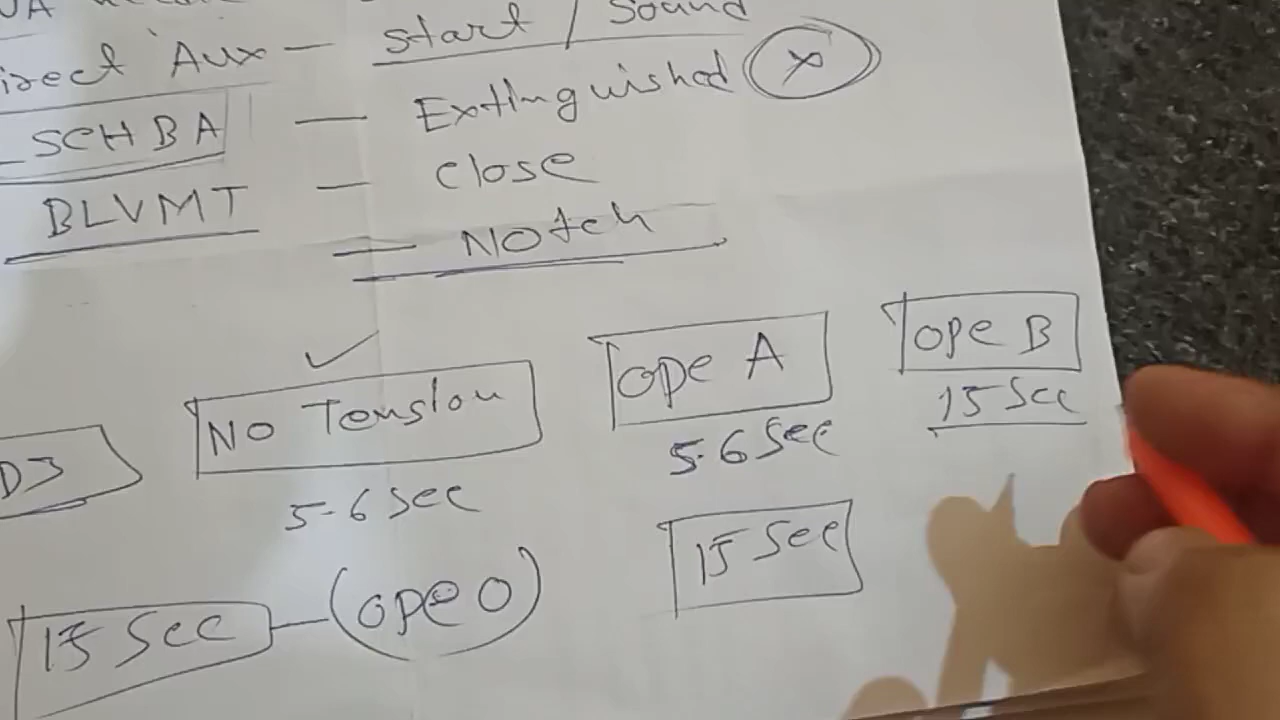 Aux — start / Sound
SCHBA — Extinguished ⓧ
BLVMT — close
— Notch
DJ
No Tension
ope A
ope B
5-6 Sec
5-6 Sec
15 Sec
15 Sec — (ope 0)
15 Sec